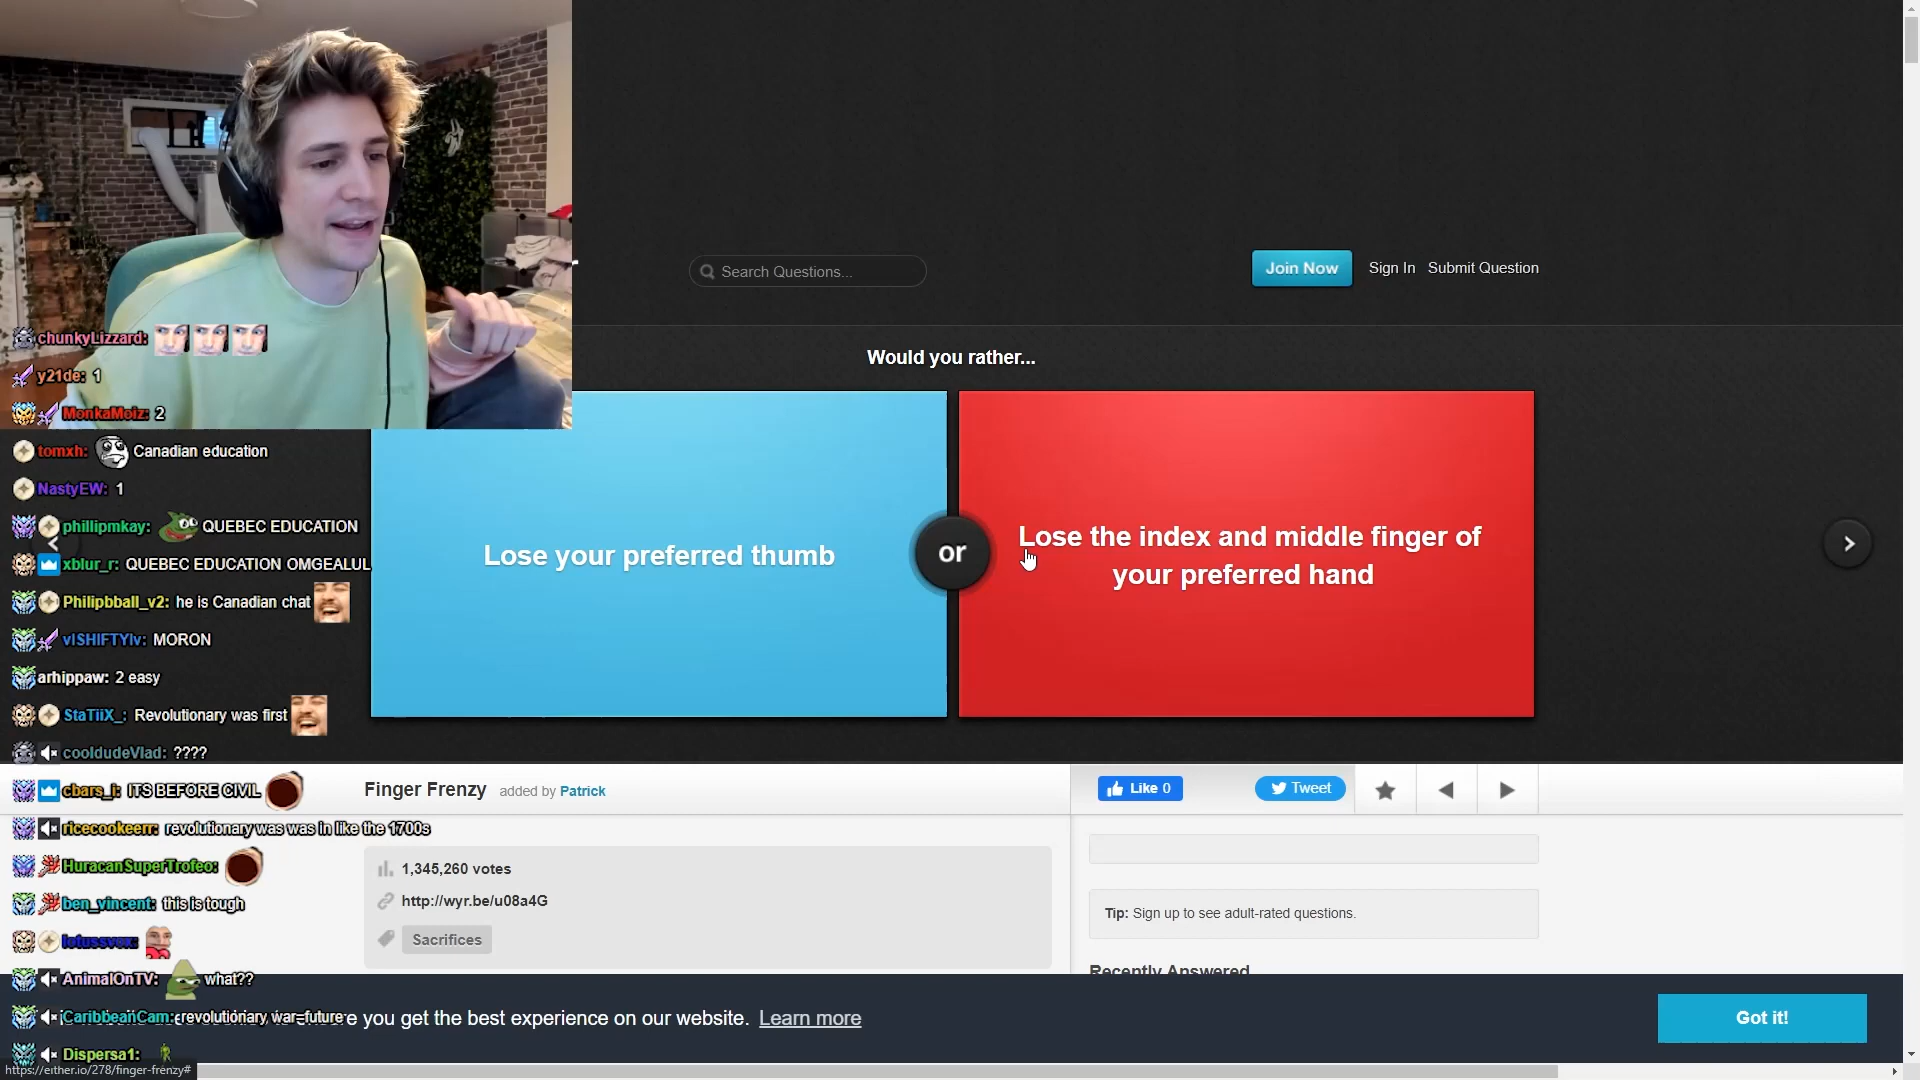 Search Questions...
Join Now
Sign In
Submit Question
Would you rather...
Lose your preferred thumb
or
Lose the index and middle finger of
your preferred hand
chunkyLizzard:
y21de: 1
MonkaMoiz: 2
tomxh: Canadian education
NastyEW: 1
phillipmkay: QUEBEC EDUCATION
xblur_r: QUEBEC EDUCATION OMGEALUL
Philipbball_v2: he is Canadian chat
vISHIFTYIv: MORON
arhippaw: 2 easy
StaTiiX_: Revolutionary was first
cooldudeVlad: ????
cbars_i: ITS BEFORE CIVIL
ricecookeerr: revolutionary was was in like the 1700s
HuracanSuperTrofeo:
ben_vincent: this is tough
lotussvox:
AnimalOnTV: what??
CaribbeanCam: revolutionary war=future
Dispersa1:
Finger Frenzy added by Patrick
Like 0
Tweet
1,345,260 votes
http://wyr.be/u08a4G
Sacrifices
Tip: Sign up to see adult-rated questions.
Recently Answered
you get the best experience on our website. Learn more
Got it!
https://either.io/278/finger-frenzy#